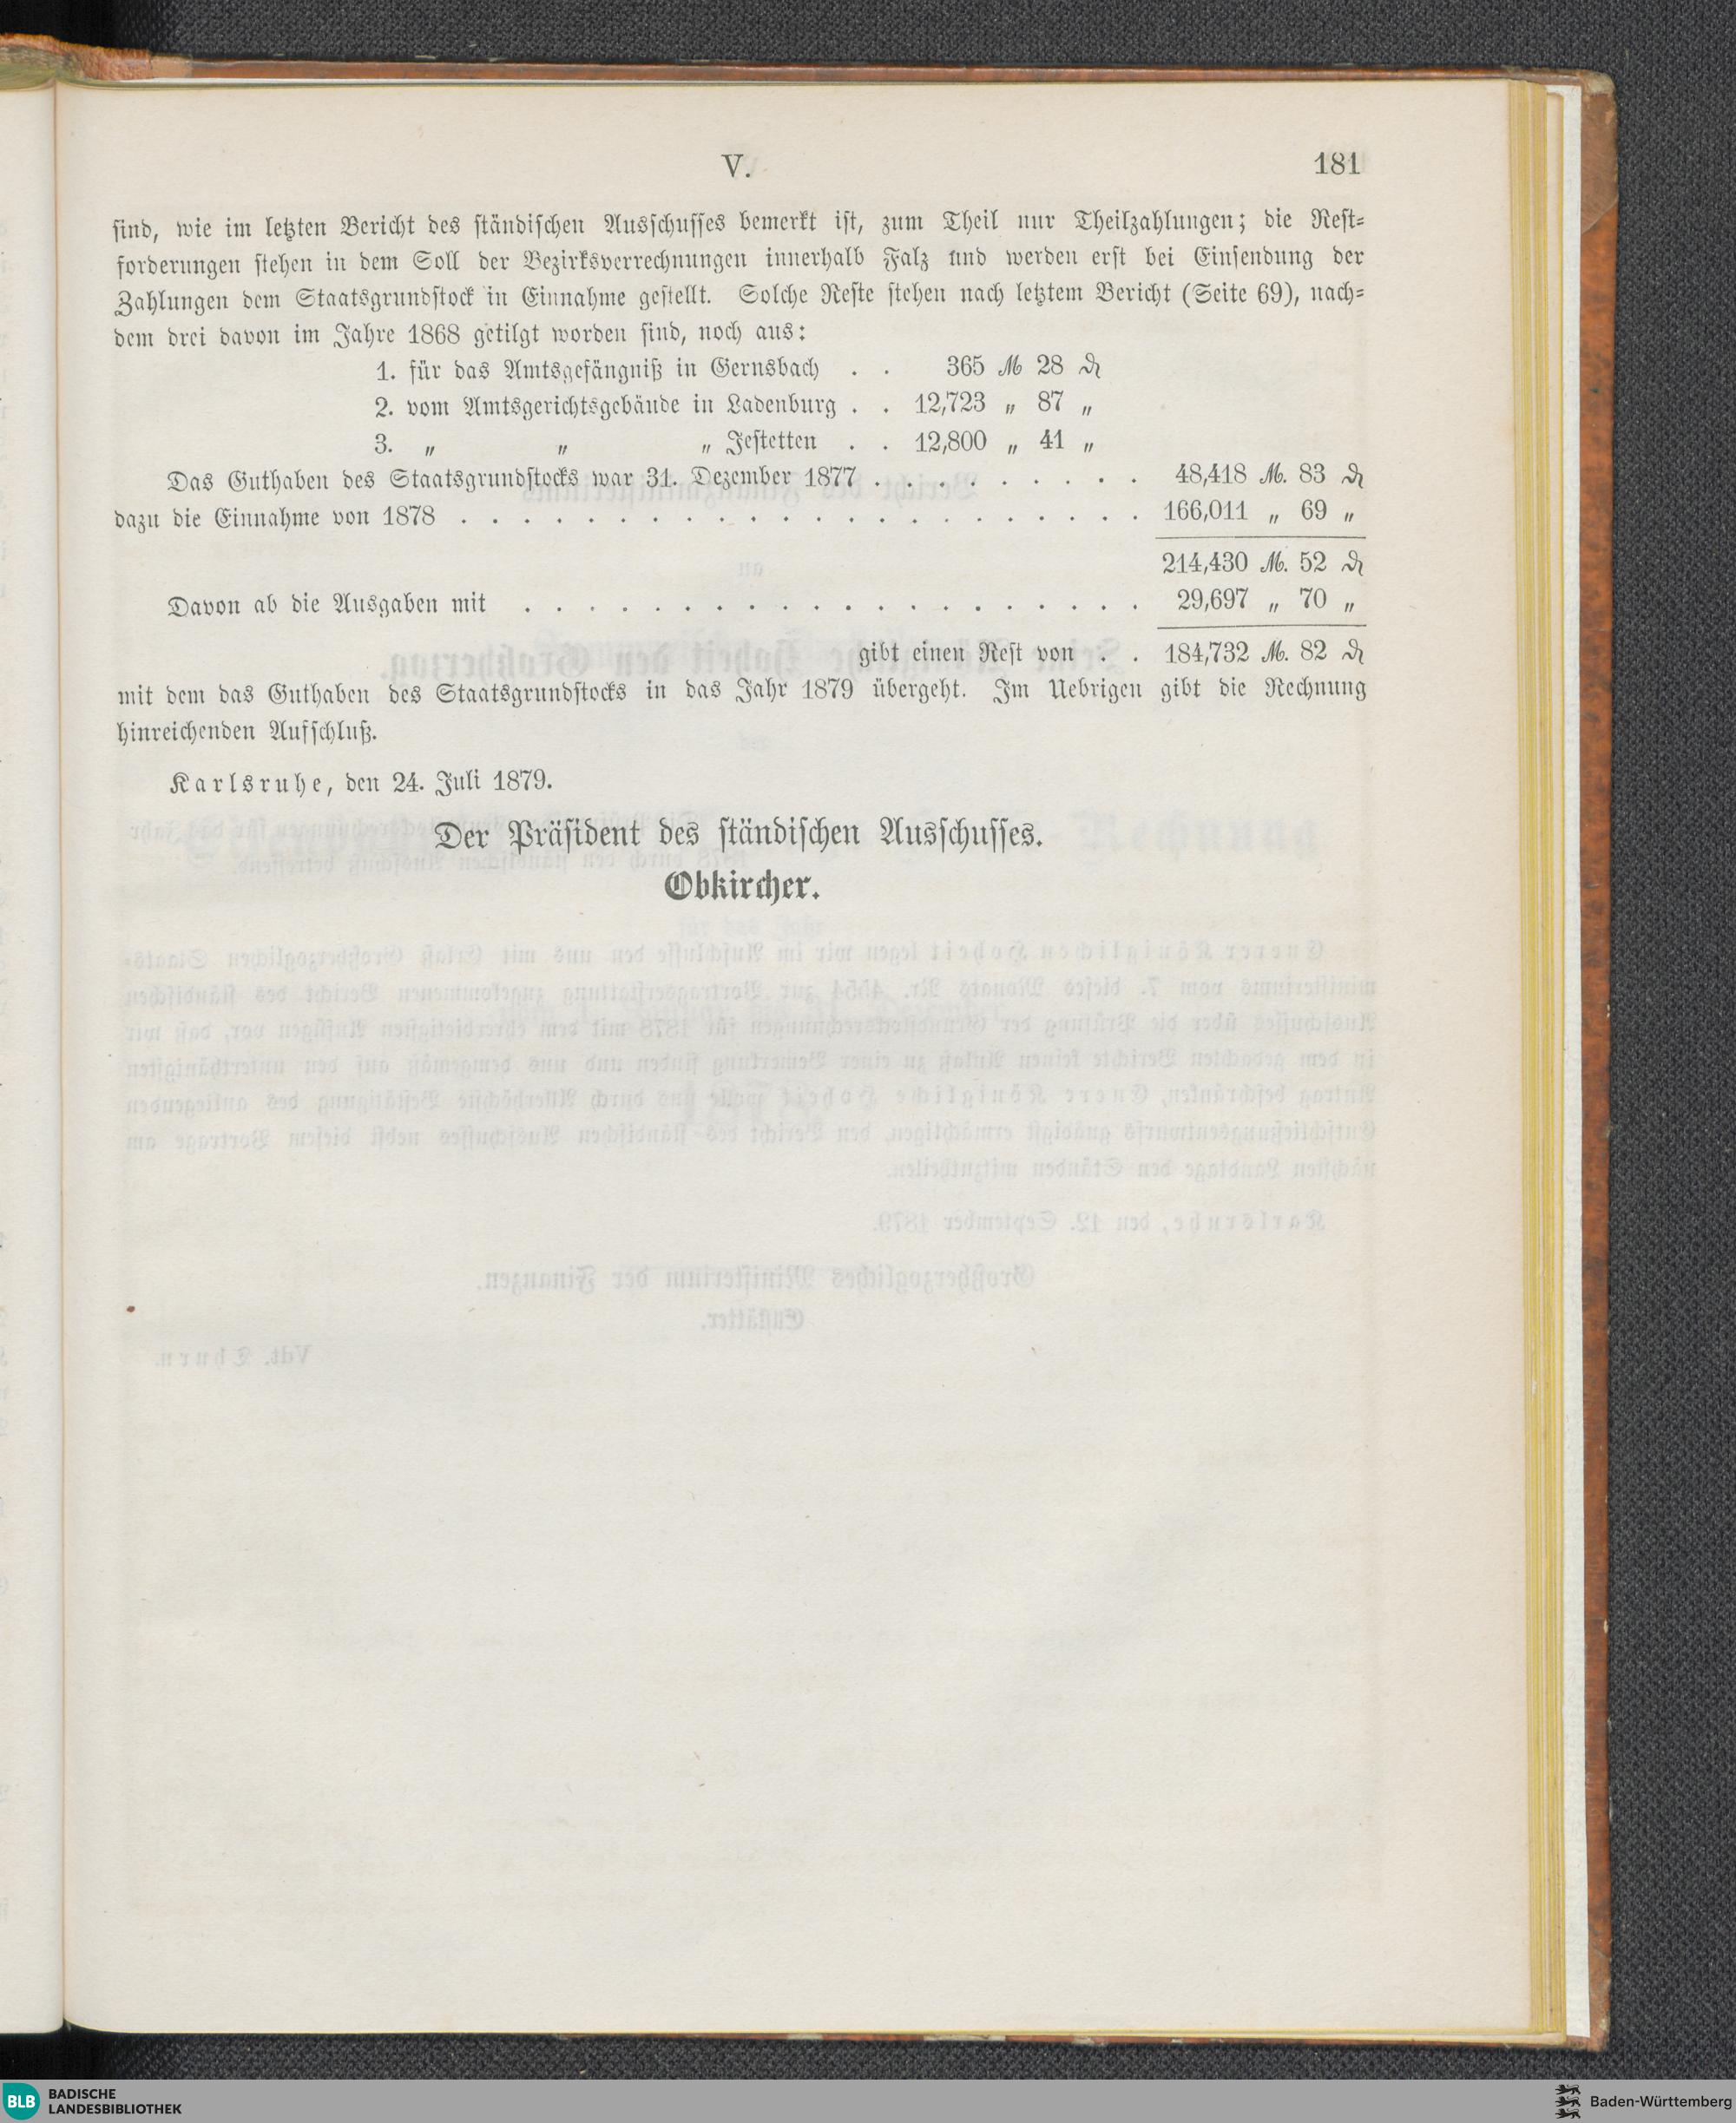 V.
181
sind, wie im letzten Bericht des ständischen Ausschusses bemerkt ist, zum Theil nur Theilzahlungen; die Rest-
forderungen stehen in dem Soll der Bezirksverrechnungen innerhalb Falz und werden erst bei Einsendung der
Zahlungen dem Staatsgrundstock in Einnahme gestellt. Solche Reste stehen nach letztem Bericht (Seite 69), nach-
dem drei davon im Jahre 1868 getilgt worden sind, noch aus:
1. für das Amtsgefängniß in Gernsbach . . 365 ℳ 28 ₰
2. vom Amtsgerichtsgebäude in Ladenburg . . 12,723 „ 87 „
3. „ „ „ Jestetten . . 12,800 „ 41 „
Das Guthaben des Staatsgrundstocks war 31. Dezember 1877 . . . . . . . . . 48,418 ℳ. 83 ₰
dazu die Einnahme von 1878 . . . . . . . . . . . . . . . . . . . . . . 166,011 „ 69 „
214,430 ℳ. 52 ₰
Davon ab die Ausgaben mit . . . . . . . . . . . . . . . . . . . . 29,697 „ 70 „
gibt einen Rest von . . 184,732 ℳ. 82 ₰
mit dem das Guthaben des Staatsgrundstocks in das Jahr 1879 übergeht. Im Uebrigen gibt die Rechnung
hinreichenden Aufschluß.
Karlsruhe, den 24. Juli 1879.
Der Präsident des ständischen Ausschusses.
Obkircher.
BLB BADISCHE
LANDESBIBLIOTHEK
Baden-Württemberg